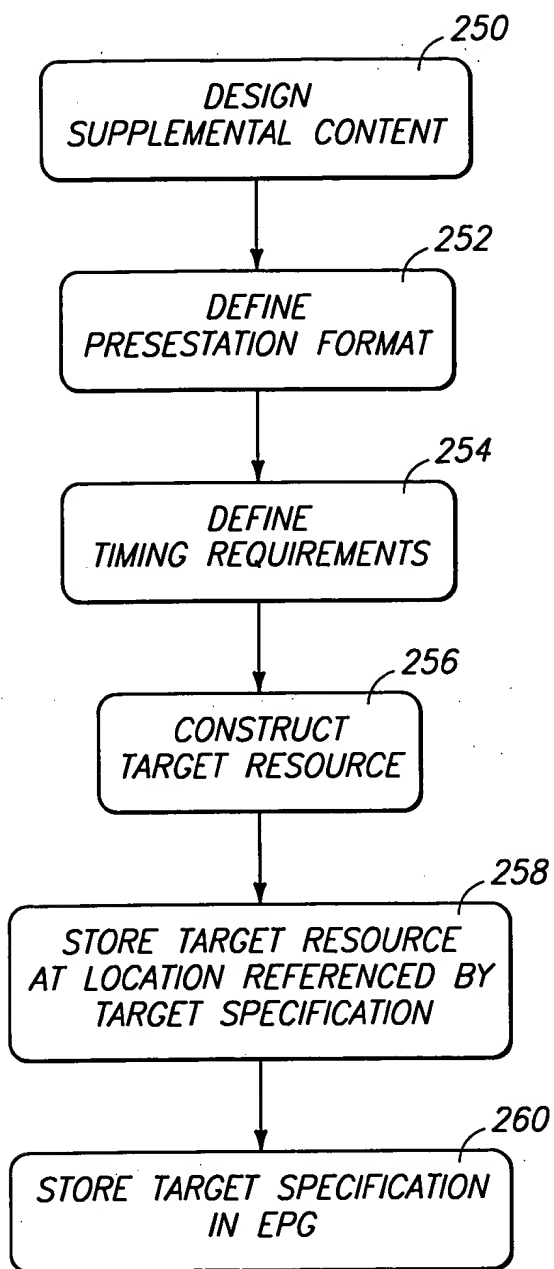 250
DESIGN
SUPPLEMENTAL CONTENT
252
DEFINE
PRESESTATION FORMAT
254
DEFINE
TIMING REQUIREMENTS
256
CONSTRUCT
TARGET RESOURCE
258
STORE TARGET RESOURCE
AT LOCATION REFERENCED BY
TARGET SPECIFICATION
260
STORE TARGET SPECIFICATION
IN EPG